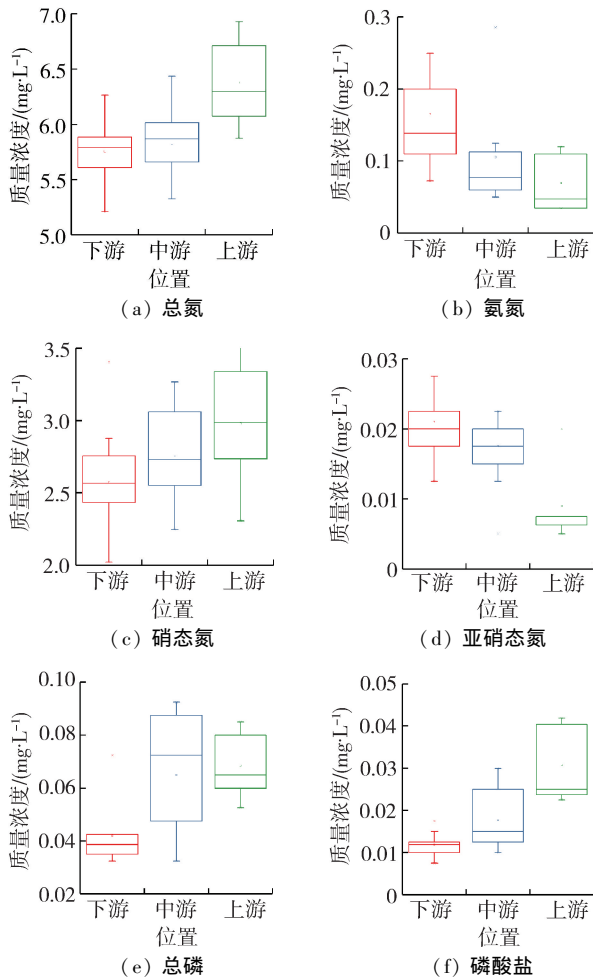 质量浓度/(mg·L⁻¹)
7.0
6.5
6.0
5.5
5.0
下游 中游 上游
位置
(a) 总氮
质量浓度/(mg·L⁻¹)
0.3
0.2
0.1
0
下游 中游 上游
位置
(b) 氨氮
质量浓度/(mg·L⁻¹)
3.5
3.0
2.5
2.0
下游 中游 上游
位置
(c) 硝态氮
质量浓度/(mg·L⁻¹)
0.03
0.02
0.01
0
下游 中游 上游
位置
(d) 亚硝态氮
质量浓度/(mg·L⁻¹)
0.10
0.08
0.06
0.04
0.02
下游 中游 上游
位置
(e) 总磷
质量浓度/(mg·L⁻¹)
0.05
0.04
0.03
0.02
0.01
0
下游 中游 上游
位置
(f) 磷酸盐